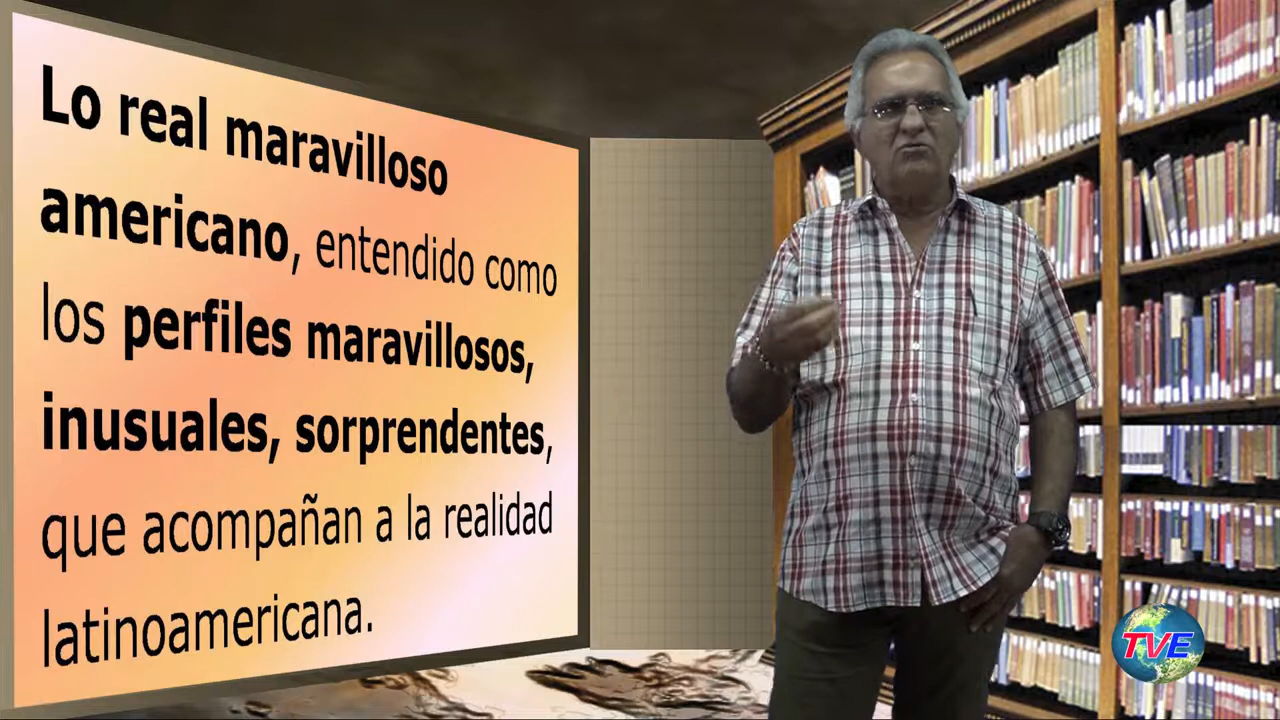 Lo real maravilloso
americano, entendido como
los perfiles maravillosos,
inusuales, sorprendentes,
que acompañan a la realidad
latinoamericana.
TVE